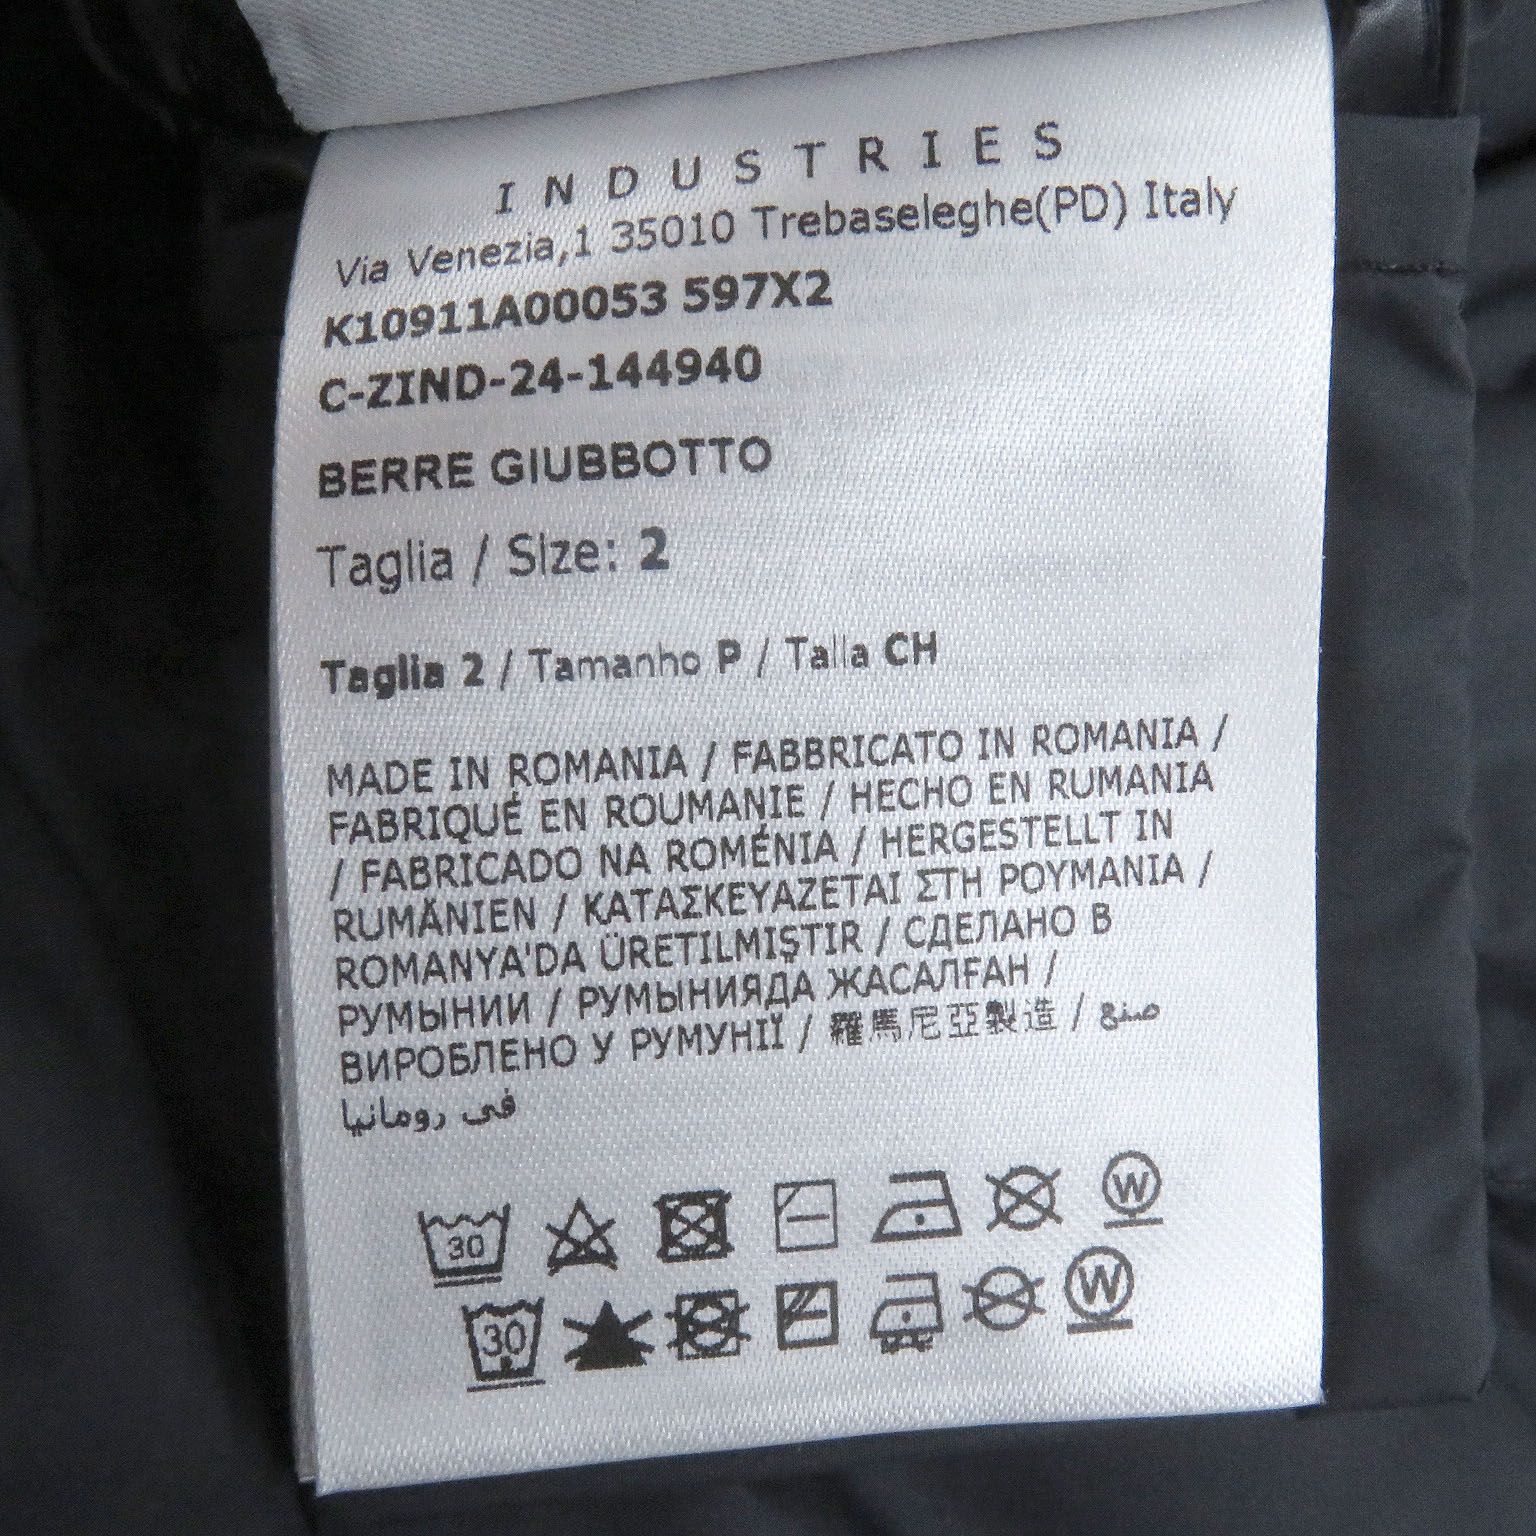 INDUSTRIES
Via Venezia,1 35010 Trebaseleghe(PD) Italy
K10911A00053 597X2
C-ZIND-24-144940
BERRE GIUBBOTTO
Taglia / Size: 2
Taglia 2 / Tamanho P / Talla CH
MADE IN ROMANIA / FABBRICATO IN ROMANIA /
FABRIQUÉ EN ROUMANIE / HECHO EN RUMANIA
/ FABRICADO NA ROMÉNIA / HERGESTELLT IN
RUMÄNIEN / ΚΑΤΑΣΚΕΥΑΖΕΤΑΙ ΣΤΗ ΡΟΥΜΑΝΙΑ /
ROMANYA'DA ÜRETILMIŞTIR / СДЕЛАНО В
РУМЫНИИ / РУМЫНИЯДА ЖАСАЛҒАН /
ВИРОБЛЕНО У РУМУНІЇ / 羅馬尼亞製造 / صنع
في رومانيا
30 W
30 W